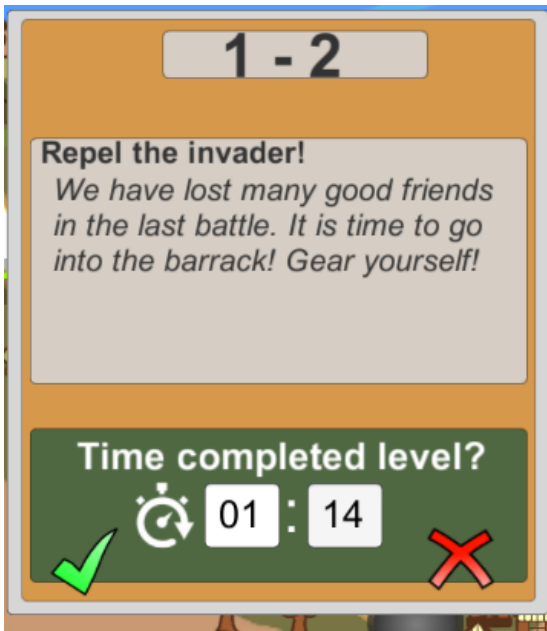 1 - 2
Repel the invader!
We have lost many good friends
in the last battle. It is time to go
into the barrack! Gear yourself!
Time completed level?
01 : 14